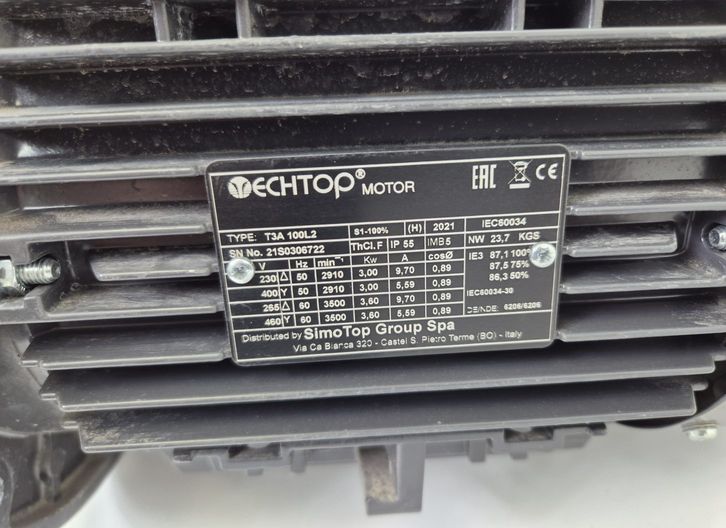 TECHTOP® MOTOR EAC CE
TYPE: T3A 100L2 S1-100% (H) 2021 IEC60034
SN No. 21S0306722 ThCl. F IP 55 IMB5 NW 23,7 KGS
V Hz min⁻¹ Kw A cosØ IE3 87,1 100%
230 △ 50 2910 3,00 9,70 0,89 87,5 75%
400 Y 50 2910 3,00 5,59 0,89 86,3 50%
265 △ 60 3500 3,60 9,70 0,89 IEC60034-30
460 Y 60 3500 3,60 5,59 0,89 DE/NDE: 6206/6206
Distributed by SimoTop Group Spa
Via Ca Bianca 320 - Castel S. Pietro Terme (BO) - Italy